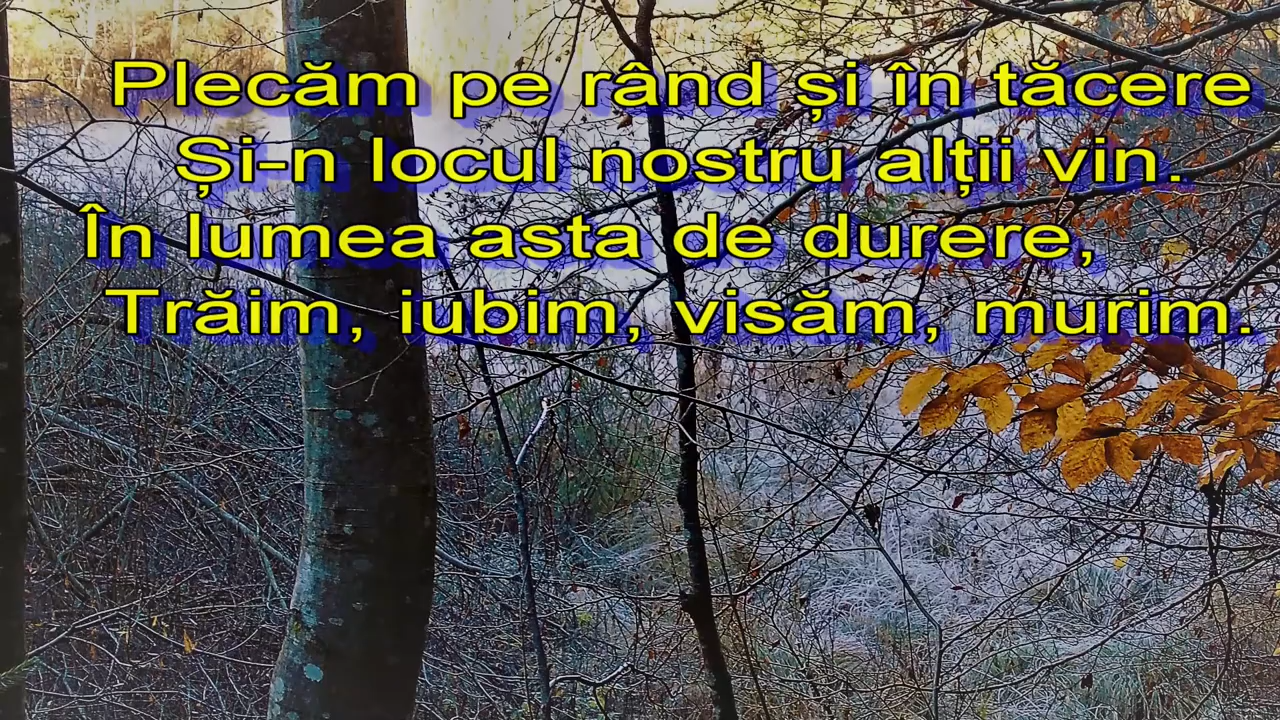 Plecăm pe rând și în tăcere
Și-n locul nostru alții vin.
În lumea asta de durere,
Trăim, iubim, visăm, murim.